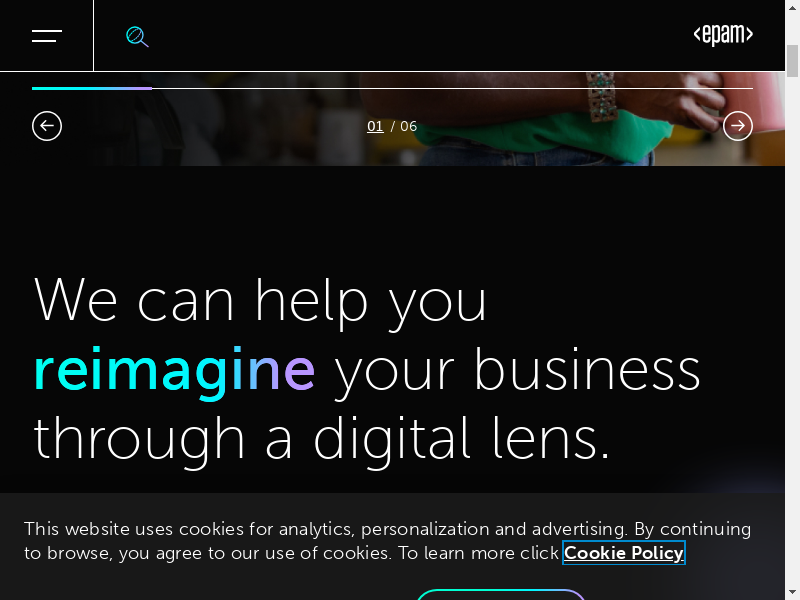 <epam>
01 / 06
We can help you
reimagine your business
through a digital lens.
This website uses cookies for analytics, personalization and advertising. By continuing
to browse, you agree to our use of cookies. To learn more click Cookie Policy